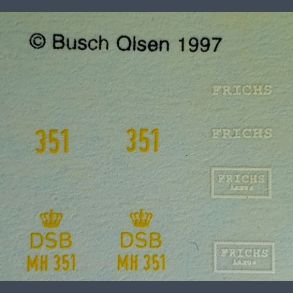 © Busch Olsen 1997
FRICHS
351 351 FRICHS
FRICHS
DSB DSB
MH 351 MH 351
FRICHS